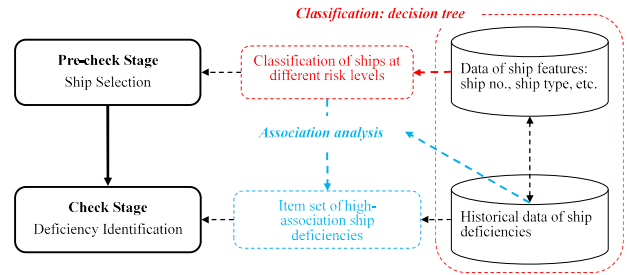 Classification: decision tree
Pre-check Stage
Ship Selection
Classification of ships at
different risk levels
Data of ship features:
ship no., ship type, etc.
Association analysis
Check Stage
Deficiency Identification
Item set of high-
association ship
deficiencies
Historical data of ship
deficiencies